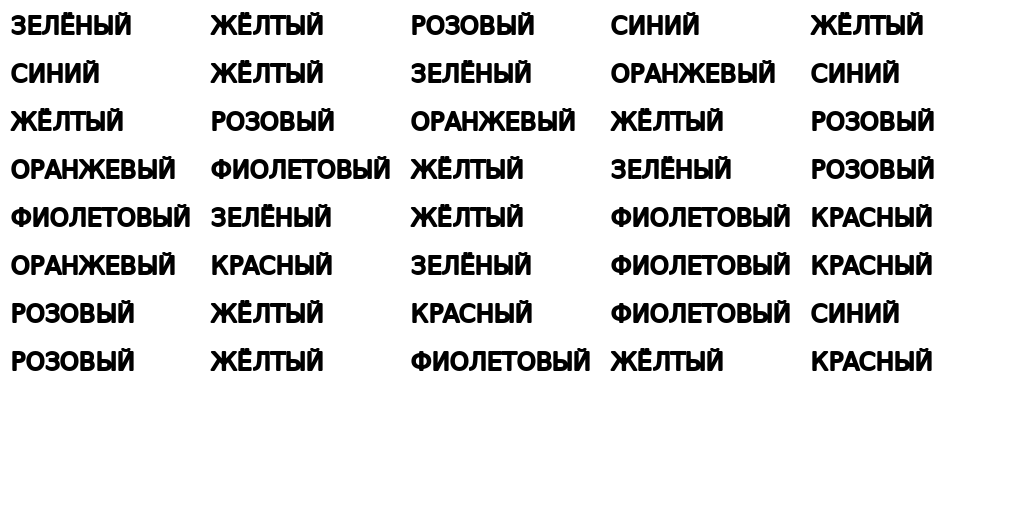 ЗЕЛЁНЫЙ ЖЁЛТЫЙ РОЗОВЫЙ СИНИЙ ЖЁЛТЫЙ
СИНИЙ ЖЁЛТЫЙ ЗЕЛЁНЫЙ ОРАНЖЕВЫЙ СИНИЙ
ЖЁЛТЫЙ РОЗОВЫЙ ОРАНЖЕВЫЙ ЖЁЛТЫЙ РОЗОВЫЙ
ОРАНЖЕВЫЙ ФИОЛЕТОВЫЙ ЖЁЛТЫЙ ЗЕЛЁНЫЙ РОЗОВЫЙ
ФИОЛЕТОВЫЙ ЗЕЛЁНЫЙ ЖЁЛТЫЙ ФИОЛЕТОВЫЙ КРАСНЫЙ
ОРАНЖЕВЫЙ КРАСНЫЙ ЗЕЛЁНЫЙ ФИОЛЕТОВЫЙ КРАСНЫЙ
РОЗОВЫЙ ЖЁЛТЫЙ КРАСНЫЙ ФИОЛЕТОВЫЙ СИНИЙ
РОЗОВЫЙ ЖЁЛТЫЙ ФИОЛЕТОВЫЙ ЖЁЛТЫЙ КРАСНЫЙ